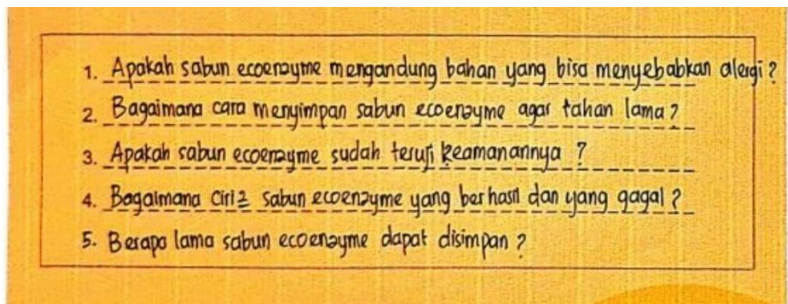 1. Apakah sabun ecoenzyme mengandung bahan yang bisa menyebabkan alergi?
2. Bagaimana cara menyimpan sabun ecoenzyme agar tahan lama?
3. Apakah sabun ecoenzyme sudah teruji keamanannya ?
4. Bagaimana ciri2 sabun ecoenzyme yang berhasil dan yang gagal ?
5. Berapa lama sabun ecoenzyme dapat disimpan ?